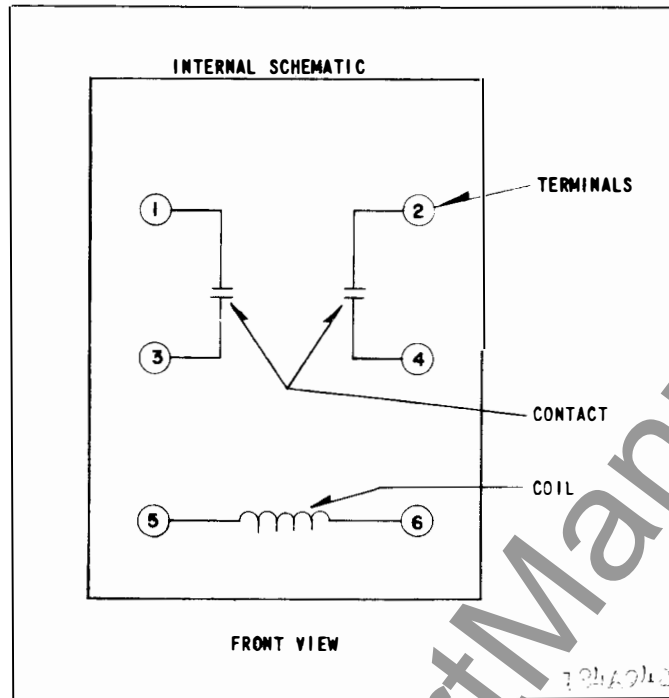 INTERNAL SCHEMATIC
1
2
TERMINALS
3
4
CONTACT
COIL
5
6
FRONT VIEW